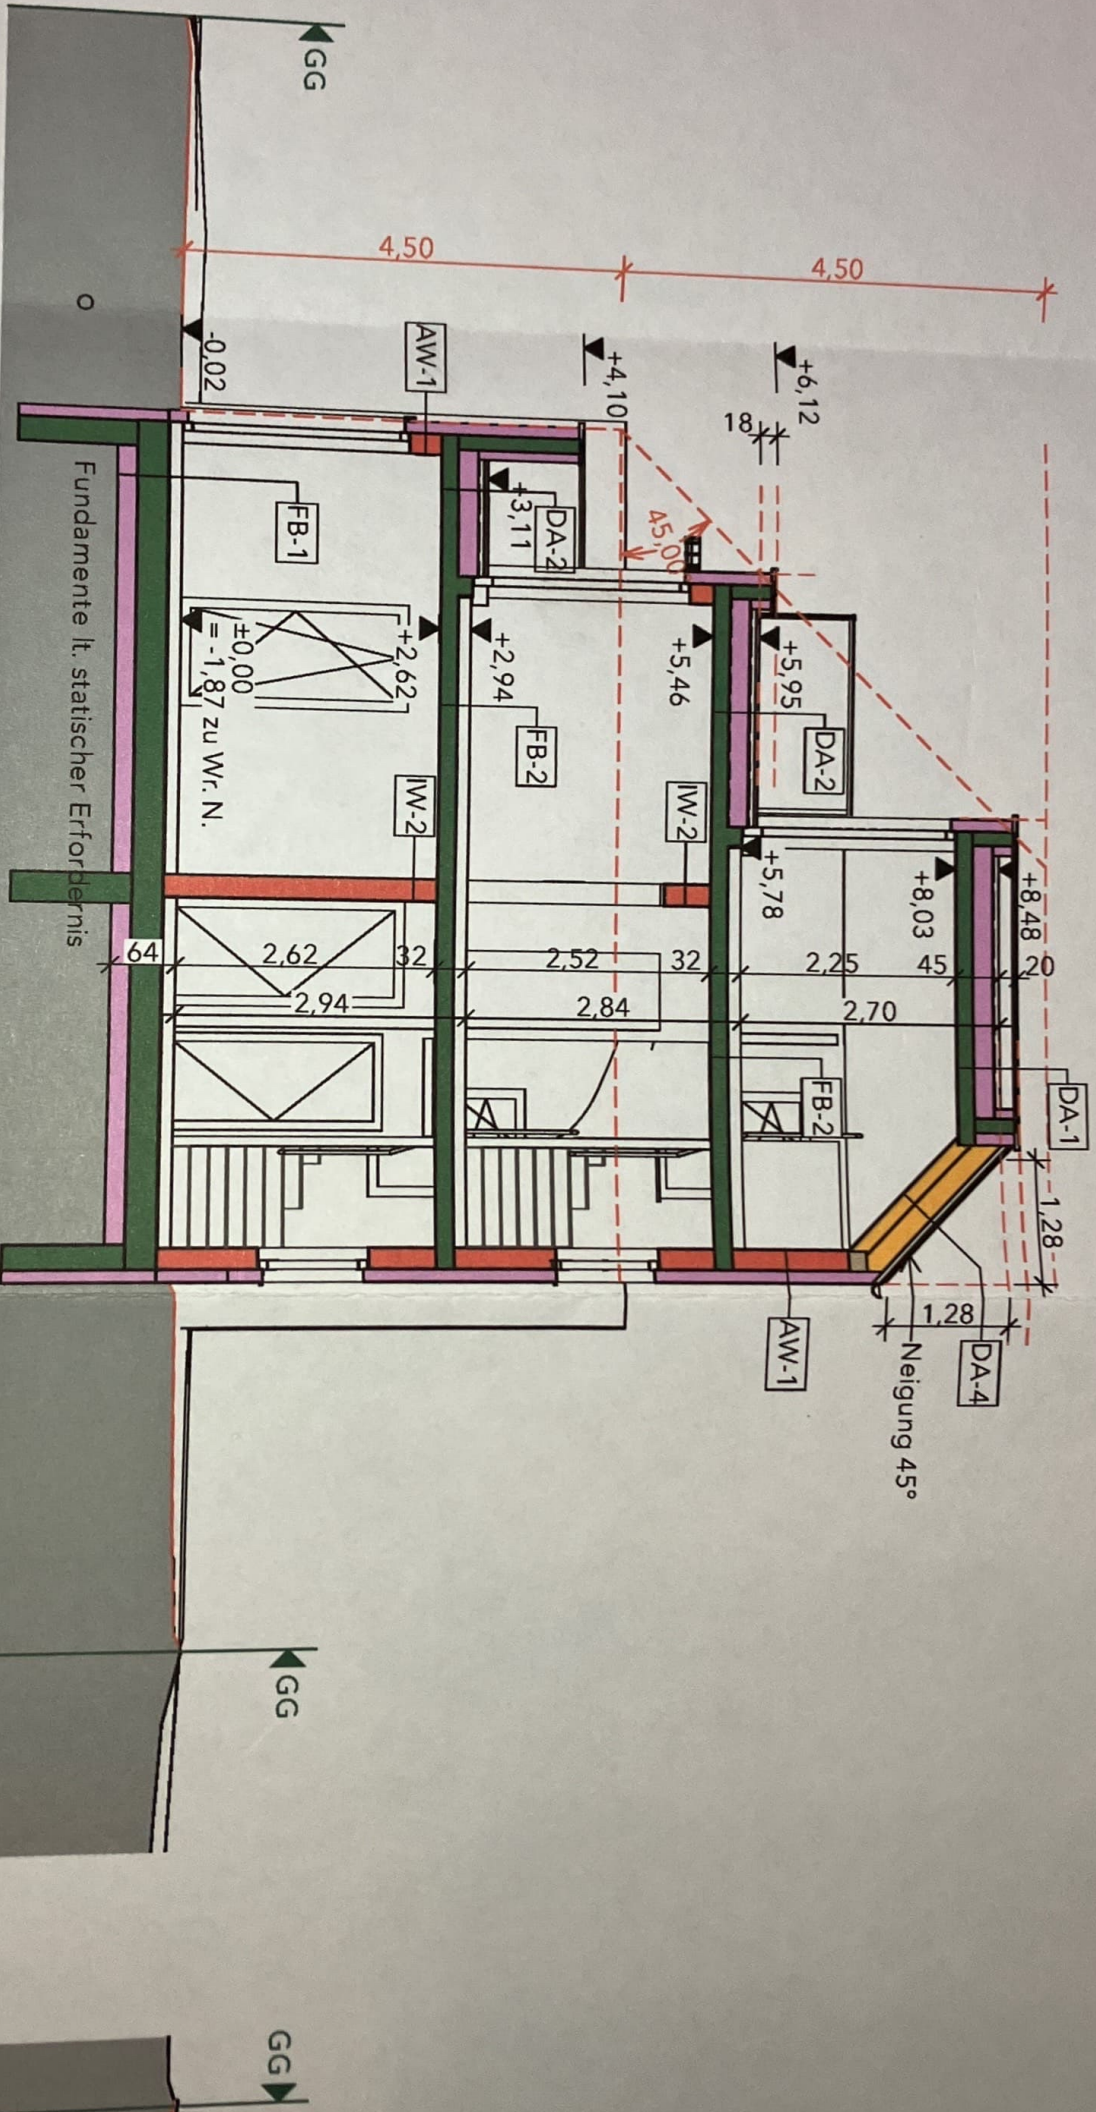 GG
4,50
4,50
-0,02
AW-1
+4,10
+6,12
18
45,00
+3,11
DA-2
FB-1
±0,00
= -1,87 zu Wr. N.
+2,62
+2,94
FB-2
+5,46
+5,95
DA-2
IW-2
IW-2
+5,78
+8,03
+8,48
64
2,62
32
2,52
32
2,25
45
20
2,94
2,84
2,70
FB-2
DA-1
1,28
1,28
DA-4
AW-1
Neigung 45°
Fundamente lt. statischer Erfordernis
O
GG
GG